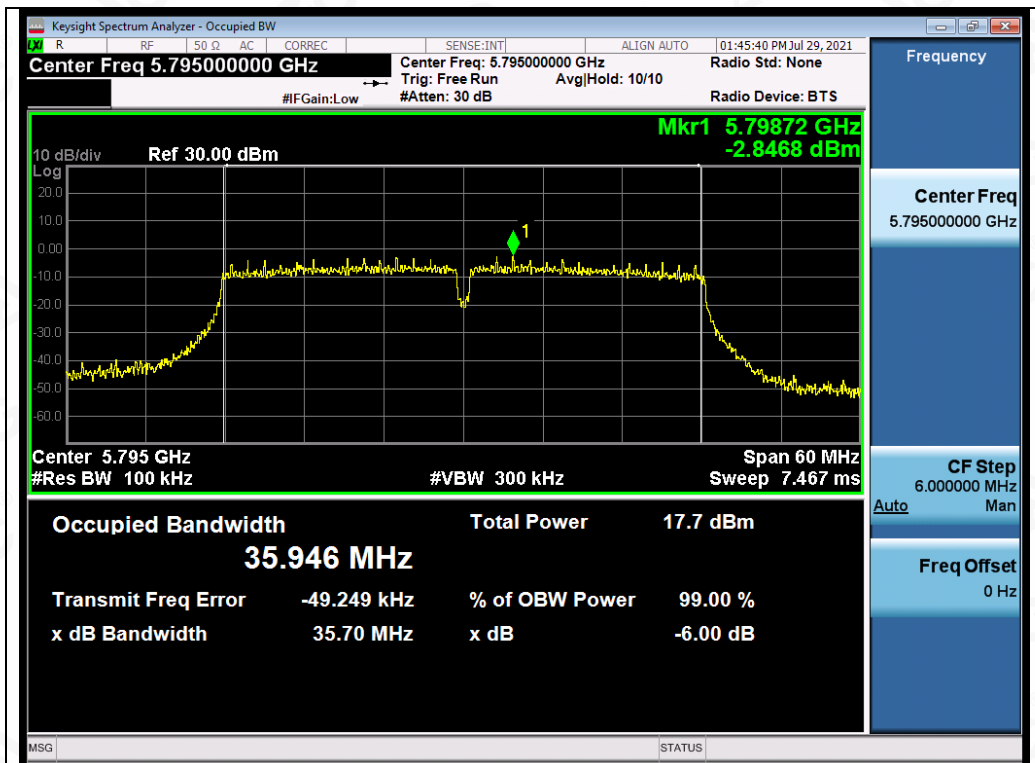 Keysight Spectrum Analyzer - Occupied BW
LXI R RF 50 Ω AC CORREC SENSE:INT ALIGN AUTO 01:45:40 PM Jul 29, 2021
Center Freq 5.795000000 GHz
Center Freq: 5.795000000 GHz
Radio Std: None
Trig: Free Run Avg|Hold: 10/10
#IFGain:Low
#Atten: 30 dB
Radio Device: BTS
Mkr1 5.79872 GHz
-2.8468 dBm
10 dB/div Ref 30.00 dBm
Log
20.0
10.0
1
0.00
-10.0
-20.0
-30.0
-40.0
-50.0
-60.0
Center 5.795 GHz Span 60 MHz
#Res BW 100 kHz #VBW 300 kHz Sweep 7.467 ms
Occupied Bandwidth Total Power 17.7 dBm
35.946 MHz
Transmit Freq Error -49.249 kHz % of OBW Power 99.00 %
x dB Bandwidth 35.70 MHz x dB -6.00 dB
Frequency
Center Freq
5.795000000 GHz
CF Step
6.000000 MHz
Auto Man
Freq Offset
0 Hz
MSG STATUS